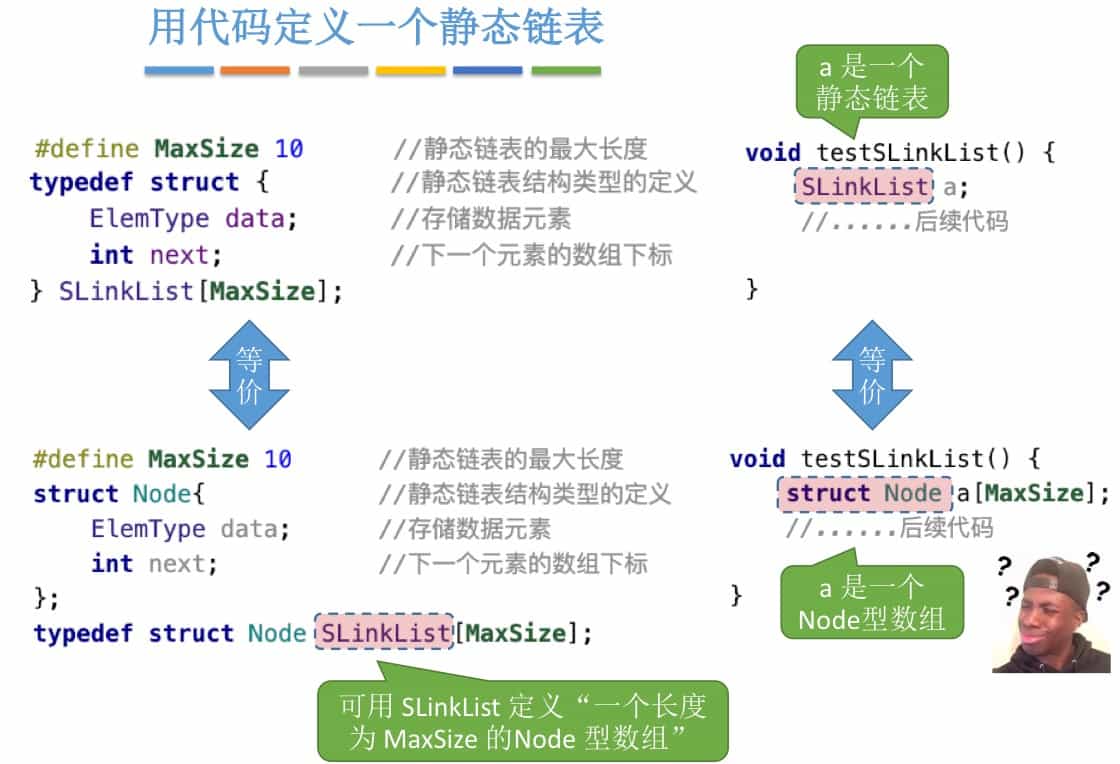 用代码定义一个静态链表
#define MaxSize 10 //静态链表的最大长度
typedef struct { //静态链表结构类型的定义
ElemType data; //存储数据元素
int next; //下一个元素的数组下标
} SLinkList[MaxSize];
a 是一个
静态链表
void testSLinkList() {
SLinkList a;
//......后续代码
}
等
价
等
价
#define MaxSize 10 //静态链表的最大长度
struct Node{ //静态链表结构类型的定义
ElemType data; //存储数据元素
int next; //下一个元素的数组下标
};
typedef struct Node SLinkList[MaxSize];
可用 SLinkList 定义“一个长度
为 MaxSize 的Node 型数组”
void testSLinkList() {
struct Node a[MaxSize];
//......后续代码
}
a 是一个
Node型数组
? ?
? ?